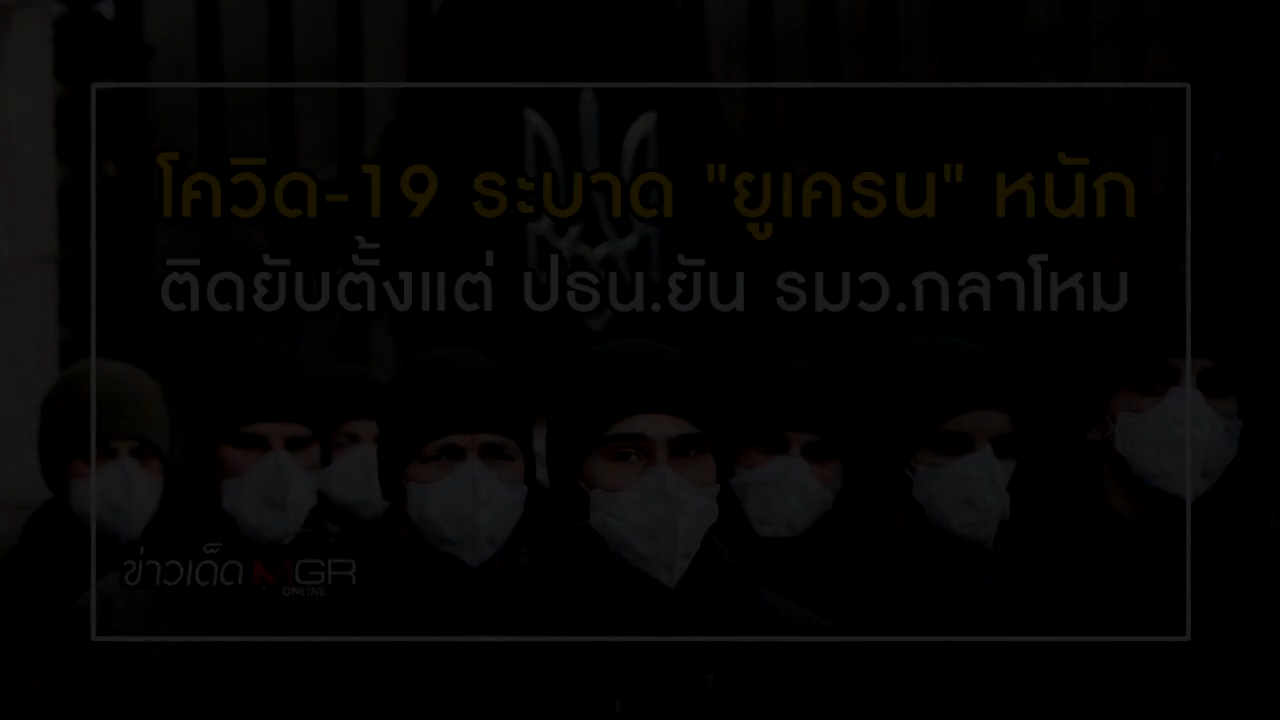 โควิด-19 ระบาด "ยูเครน" หนัก
ติดยับตั้งแต่ ปธน.ยัน รมว.กลาโหม
ข่าวเด็ด MGR
ONLINE